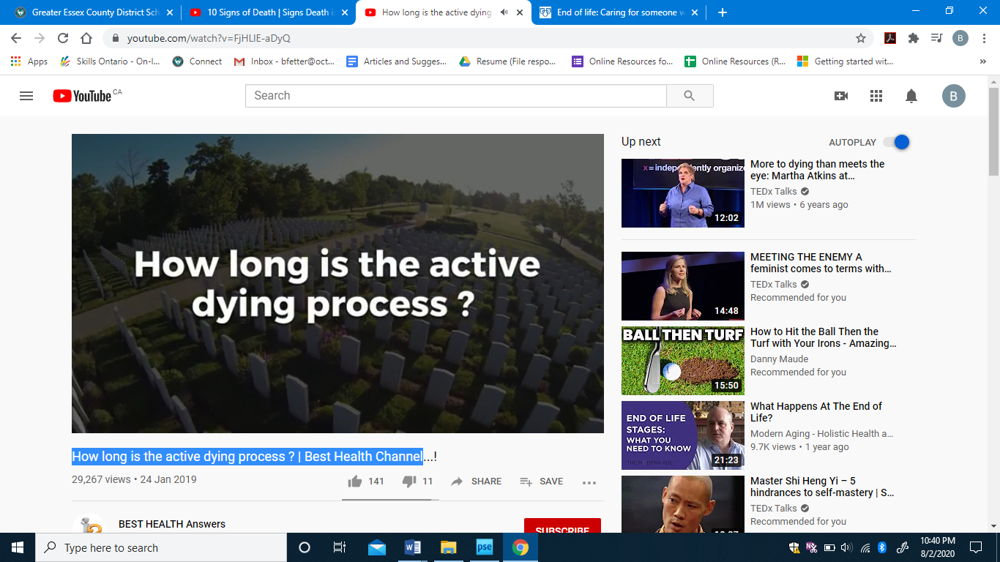 Greater Essex County District Sch
10 Signs of Death | Signs Death is
How long is the active dying
End of life: Caring for someone w
youtube.com/watch?v=FjHLlE-aDyQ
B
Apps
Skills Ontario - On-l...
Connect
Inbox - bfetter@oct...
Articles and Sugges...
Resume (File respo...
Online Resources fo...
Online Resources (R...
Getting started wit...
»
YouTube CA
Search
B
How long is the active
dying process ?
How long is the active dying process ? | Best Health Channel...!
29,267 views • 24 Jan 2019
141
11
SHARE
SAVE
BEST HEALTH Answers
SUBSCRIBE
Up next
AUTOPLAY
x = independently organize
12:02
More to dying than meets the
eye: Martha Atkins at...
TEDx Talks
1M views • 6 years ago
14:48
MEETING THE ENEMY A
feminist comes to terms with...
TEDx Talks
Recommended for you
BALL THEN TURF
15:50
How to Hit the Ball Then the
Turf with Your Irons - Amazing...
Danny Maude
Recommended for you
END OF LIFE
STAGES:
WHAT YOU
NEED TO KNOW
THE MODERN AGE
21:23
What Happens At The End of
Life?
Modern Aging - Holistic Health a...
9.7K views • 1 year ago
Master Shi Heng Yi – 5
hindrances to self-mastery | S...
TEDx Talks
Recommended for you
Type here to search
pse
10:40 PM
8/2/2020